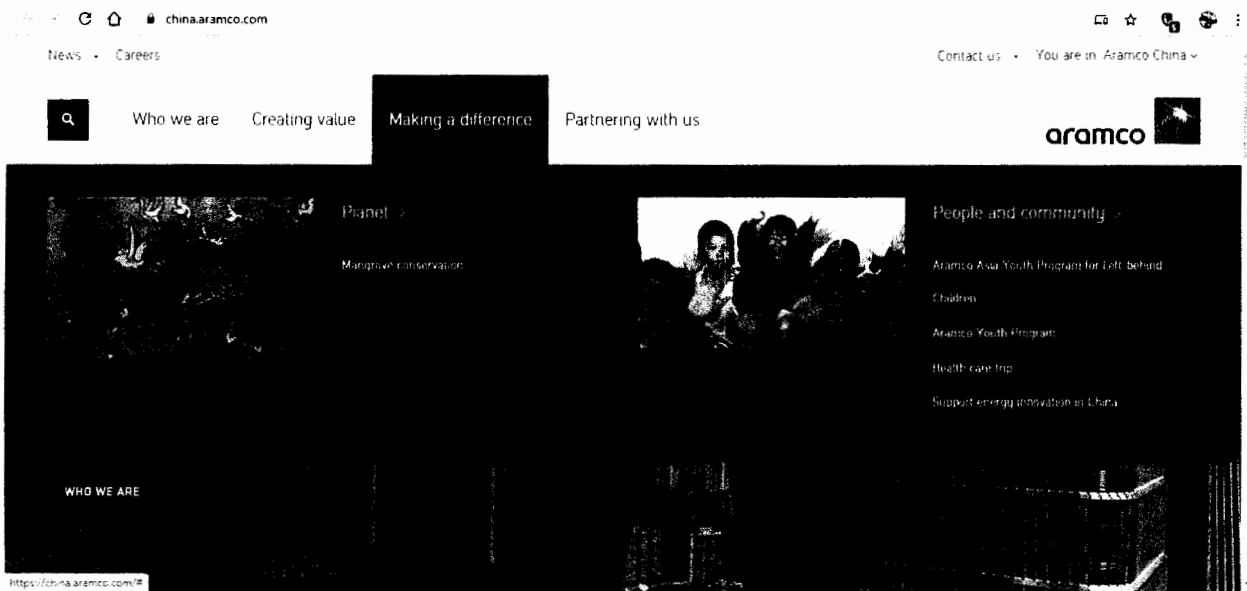 china.aramco.com
News • Careers
Contact us • You are in: Aramco China
Who we are Creating value Making a difference Partnering with us
aramco
Planet >
Mangrove conservation
People and community >
Aramco Asia Youth Program for Left-behind
Children
Aramco Youth Program
Health care trip
Support energy innovation in China
WHO WE ARE
https://china.aramco.com/#